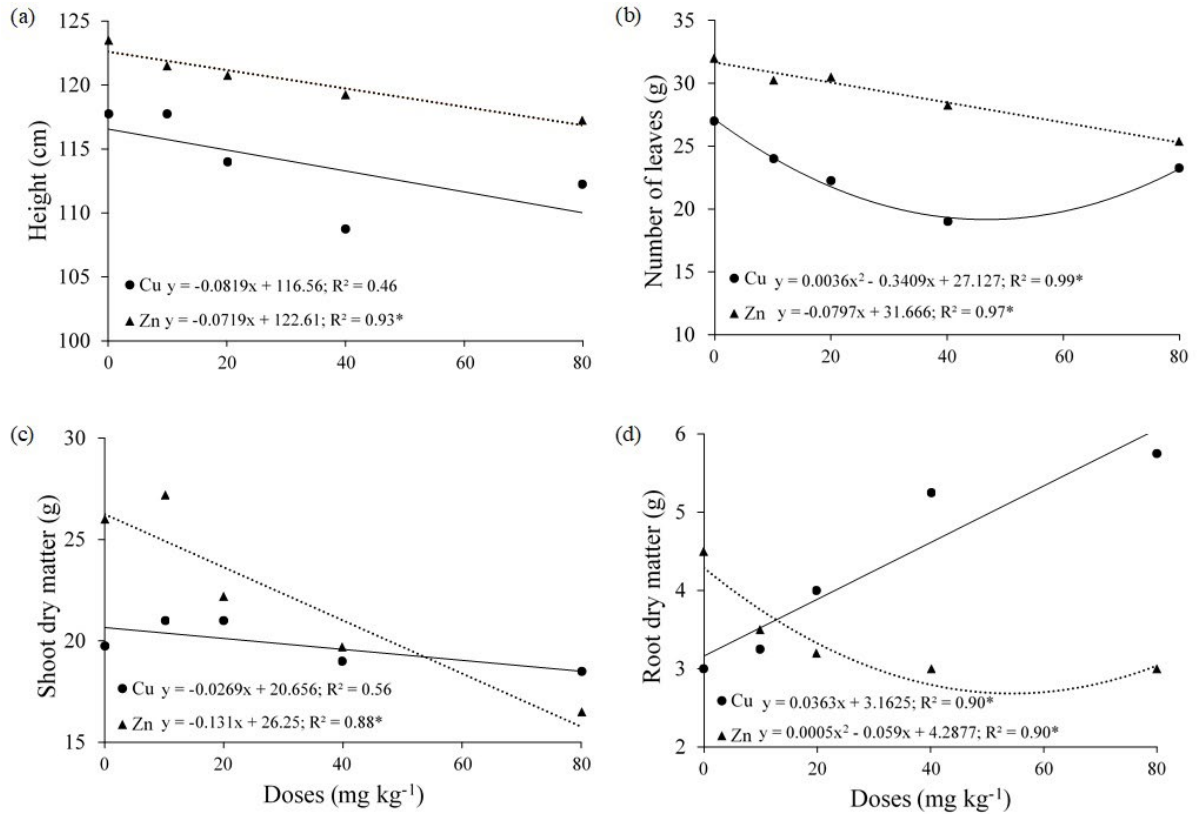 (a)
125
120
115
110
105
100
Height (cm)
Cu y = -0.0819x + 116.56; R² = 0.46
Zn y = -0.0719x + 122.61; R² = 0.93*
0 20 40 60 80
(b)
35
30
25
20
15
10
Number of leaves (g)
Cu y = 0.0036x² - 0.3409x + 27.127; R² = 0.99*
Zn y = -0.0797x + 31.666; R² = 0.97*
0 20 40 60 80
(c)
30
25
20
15
Shoot dry matter (g)
Cu y = -0.0269x + 20.656; R² = 0.56
Zn y = -0.131x + 26.25; R² = 0.88*
0 20 40 60 80
Doses (mg kg⁻¹)
(d)
6
5
4
3
2
Root dry matter (g)
Cu y = 0.0363x + 3.1625; R² = 0.90*
Zn y = 0.0005x² - 0.059x + 4.2877; R² = 0.90*
0 20 40 60 80
Doses (mg kg⁻¹)